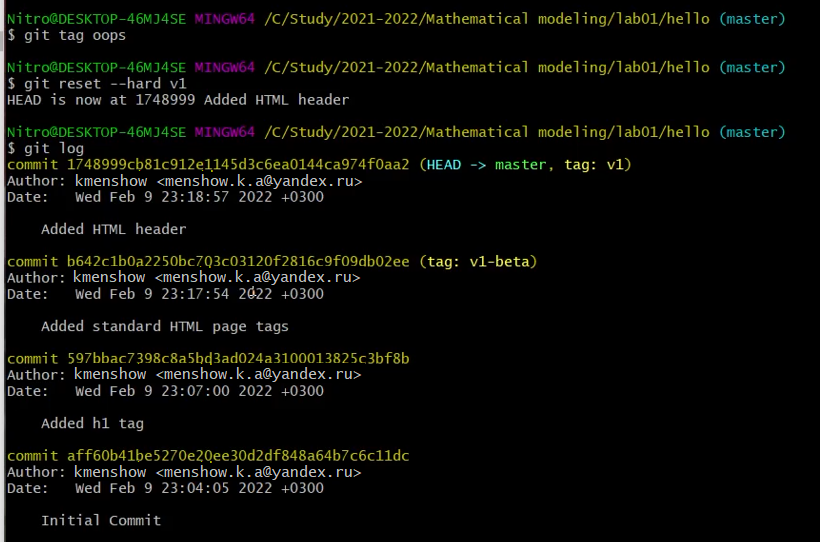 Nitro@DESKTOP-46MJ4SE MINGW64 /C/Study/2021-2022/Mathematical modeling/lab01/hello (master)
$ git tag oops
Nitro@DESKTOP-46MJ4SE MINGW64 /C/Study/2021-2022/Mathematical modeling/lab01/hello (master)
$ git reset --hard v1
HEAD is now at 1748999 Added HTML header
Nitro@DESKTOP-46MJ4SE MINGW64 /C/Study/2021-2022/Mathematical modeling/lab01/hello (master)
$ git log
commit 1748999cb81c912e1145d3c6ea0144ca974f0aa2 (HEAD -> master, tag: v1)
Author: kmenshow <menshow.k.a@yandex.ru>
Date:   Wed Feb 9 23:18:57 2022 +0300
Added HTML header
commit b642c1b0a2250bc703c03120f2816c9f09db02ee (tag: v1-beta)
Author: kmenshow <menshow.k.a@yandex.ru>
Date:   Wed Feb 9 23:17:54 2022 +0300
Added standard HTML page tags
commit 597bbac7398c8a5bd3ad024a3100013825c3bf8b
Author: kmenshow <menshow.k.a@yandex.ru>
Date:   Wed Feb 9 23:07:00 2022 +0300
Added h1 tag
commit aff60b41be5270e20ee30d2df848a64b7c6c11dc
Author: kmenshow <menshow.k.a@yandex.ru>
Date:   Wed Feb 9 23:04:05 2022 +0300
Initial Commit